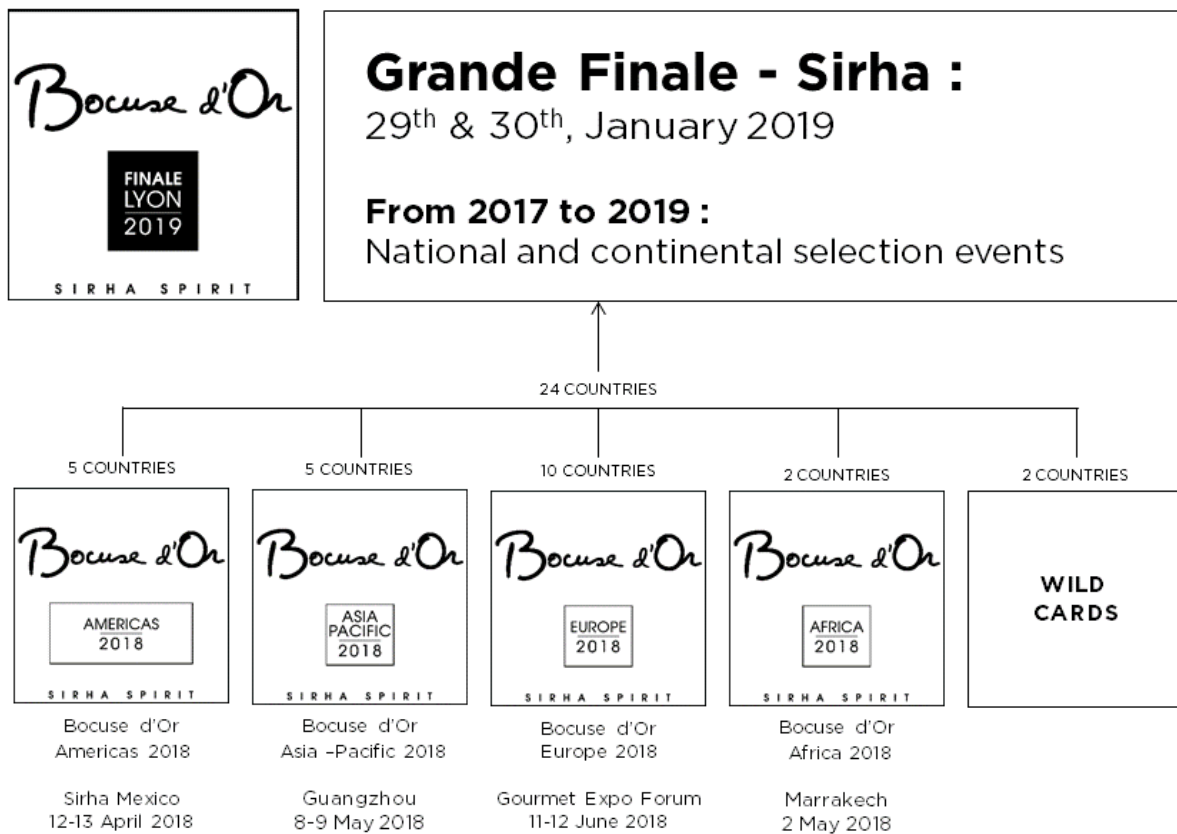 Bocuse d'Or
FINALE
LYON
2019
SIRHA SPIRIT
Grande Finale - Sirha :
29th & 30th, January 2019
From 2017 to 2019 :
National and continental selection events
24 COUNTRIES
5 COUNTRIES
5 COUNTRIES
10 COUNTRIES
2 COUNTRIES
2 COUNTRIES
Bocuse d'Or
AMERICAS
2018
SIRHA SPIRIT
Bocuse d'Or
Americas 2018
Sirha Mexico
12-13 April 2018
Bocuse d'Or
ASIA
PACIFIC
2018
SIRHA SPIRIT
Bocuse d'Or
Asia –Pacific 2018
Guangzhou
8-9 May 2018
Bocuse d'Or
EUROPE
2018
SIRHA SPIRIT
Bocuse d'Or
Europe 2018
Gourmet Expo Forum
11-12 June 2018
Bocuse d'Or
AFRICA
2018
SIRHA SPIRIT
Bocuse d'Or
Africa 2018
Marrakech
2 May 2018
WILD
CARDS